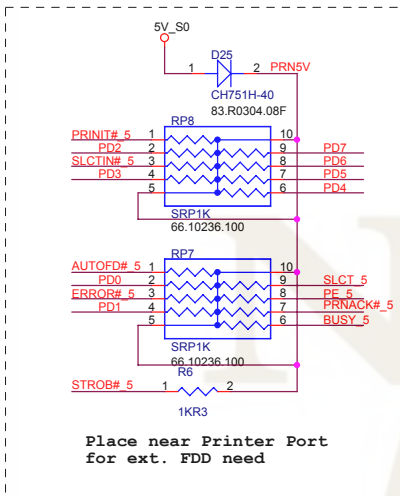 5V_S0
D25
1 2 PRN5V
CH751H-40
83.R0304.08F
RP8
PRINIT#_5 1 10
PD2 2 9 PD7
SLCTIN#_5 3 8 PD6
PD3 4 7 PD5
5 6 PD4
SRP1K
66.10236.100
RP7
AUTOFD#_5 1 10
PD0 2 9 SLCT_5
ERROR#_5 3 8 PE_5
PD1 4 7 PRNACK#_5
5 6 BUSY_5
SRP1K
66.10236.100
R6
STROB#_5 1 2
1KR3
Place near Printer Port
for ext. FDD need